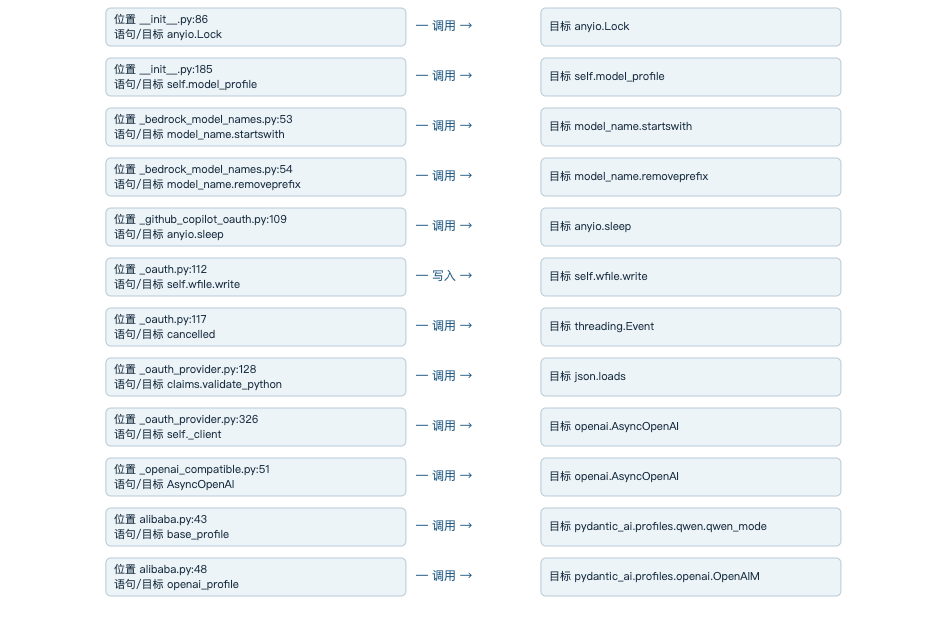 位置 __init__.py:86
语句/目标 anyio.Lock
— 调用 →
目标 anyio.Lock
位置 __init__.py:185
语句/目标 self.model_profile
— 调用 →
目标 self.model_profile
位置 _bedrock_model_names.py:53
语句/目标 model_name.startswith
— 调用 →
目标 model_name.startswith
位置 _bedrock_model_names.py:54
语句/目标 model_name.removeprefix
— 调用 →
目标 model_name.removeprefix
位置 _github_copilot_oauth.py:109
语句/目标 anyio.sleep
— 调用 →
目标 anyio.sleep
位置 _oauth.py:112
语句/目标 self.wfile.write
— 写入 →
目标 self.wfile.write
位置 _oauth.py:117
语句/目标 cancelled
— 调用 →
目标 threading.Event
位置 _oauth_provider.py:128
语句/目标 claims.validate_python
— 调用 →
目标 json.loads
位置 _oauth_provider.py:326
语句/目标 self._client
— 调用 →
目标 openai.AsyncOpenAI
位置 _openai_compatible.py:51
语句/目标 AsyncOpenAI
— 调用 →
目标 openai.AsyncOpenAI
位置 alibaba.py:43
语句/目标 base_profile
— 调用 →
目标 pydantic_ai.profiles.qwen.qwen_mode
位置 alibaba.py:48
语句/目标 openai_profile
— 调用 →
目标 pydantic_ai.profiles.openai.OpenAIM